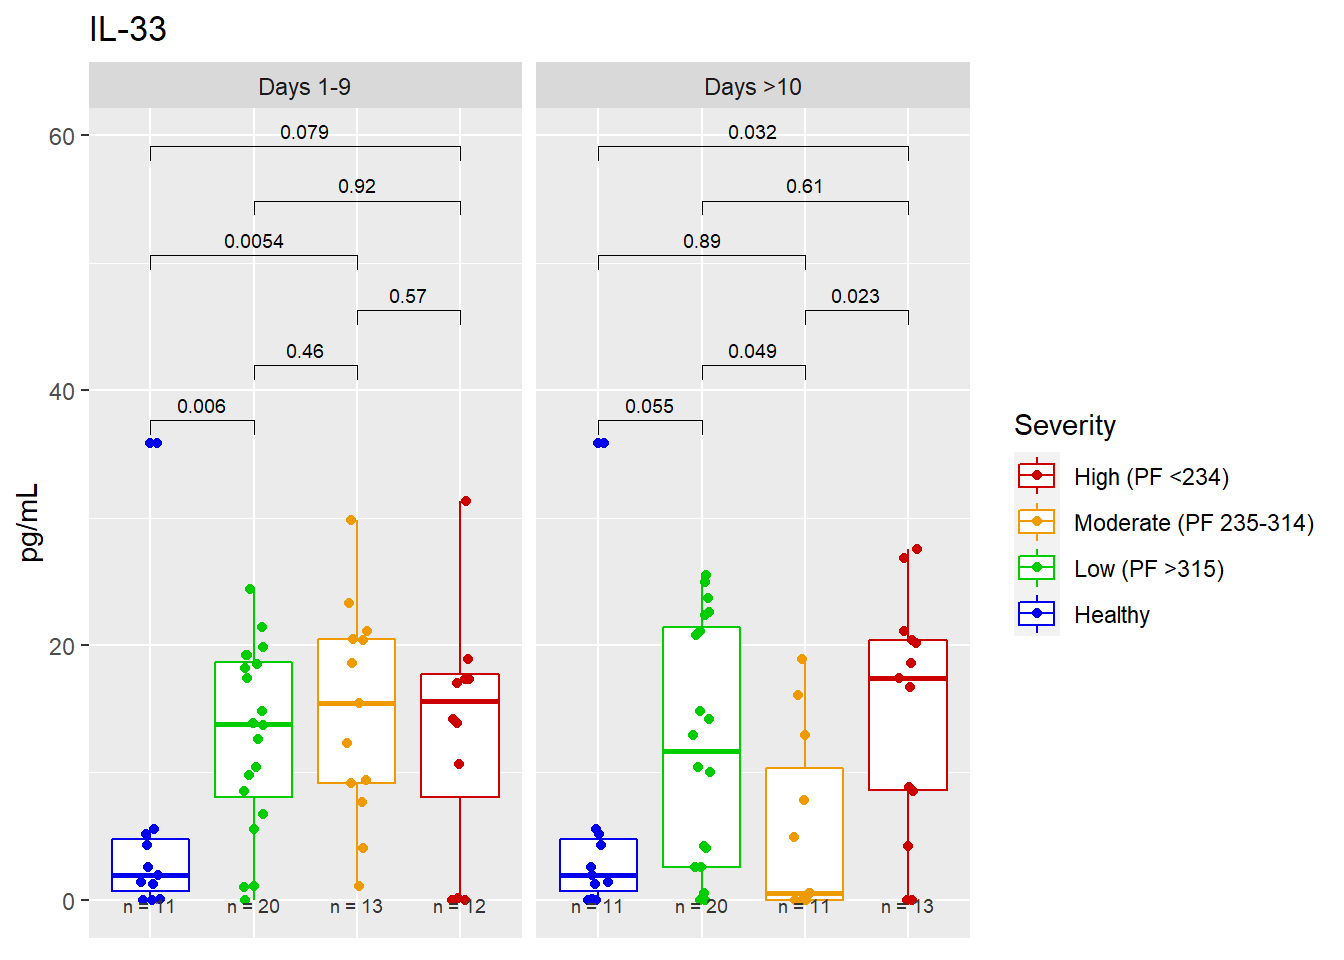 IL-33
Days 1-9
Days >10
60
40
20
0
pg/mL
0.079
0.92
0.0054
0.57
0.46
0.006
n = 11
n = 20
n = 13
n = 12
0.032
0.61
0.89
0.023
0.049
0.055
n = 11
n = 20
n = 11
n = 13
Severity
High (PF <234)
Moderate (PF 235-314)
Low (PF >315)
Healthy